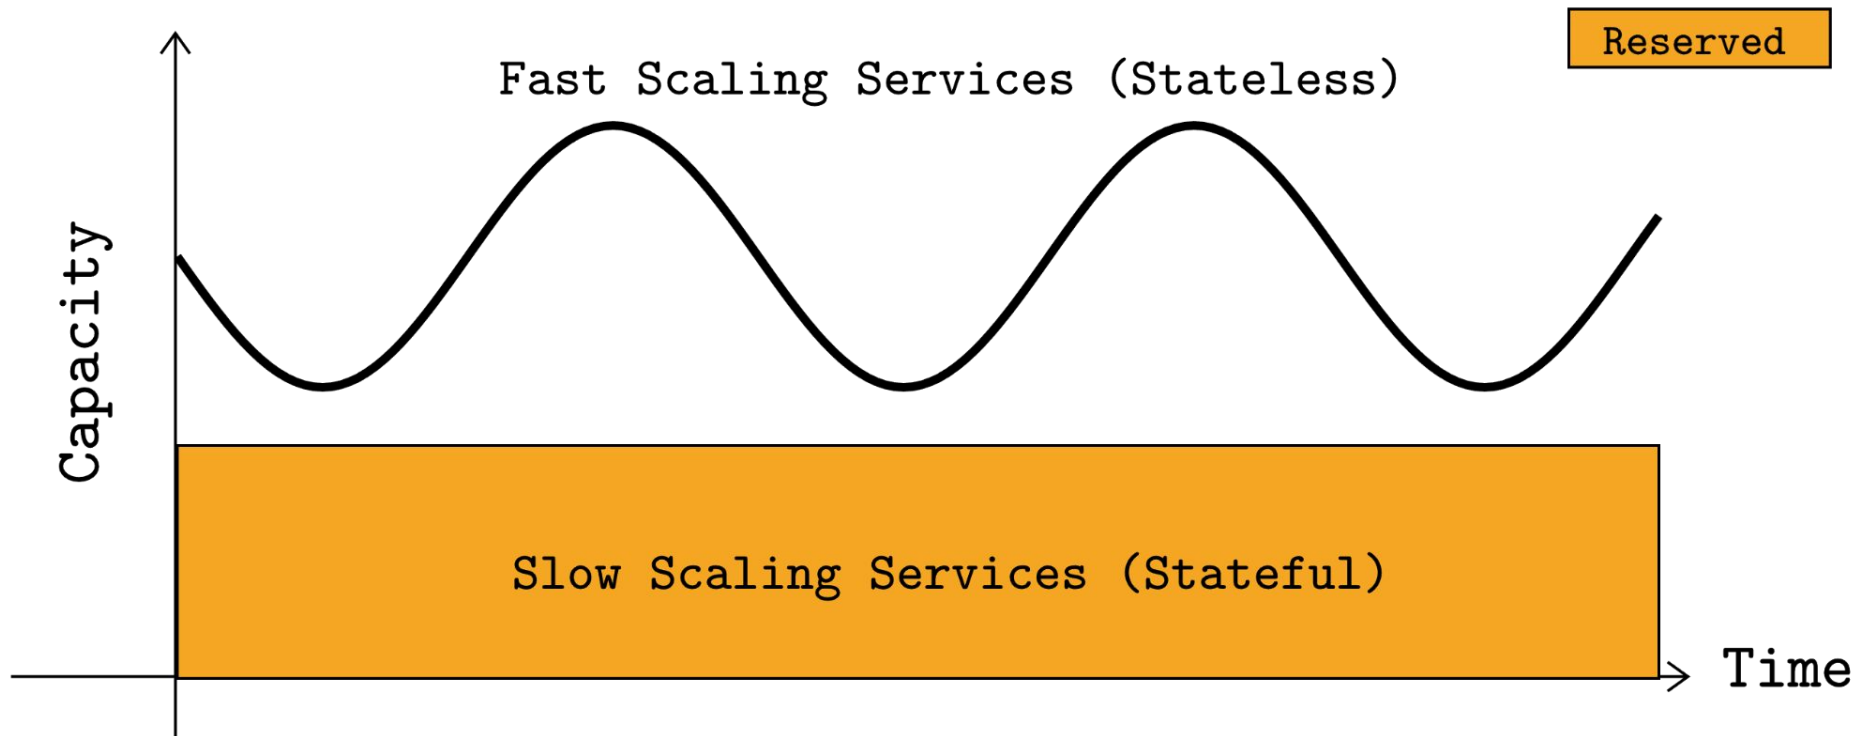 Reserved
Fast Scaling Services (Stateless)
Capacity
Slow Scaling Services (Stateful)
Time